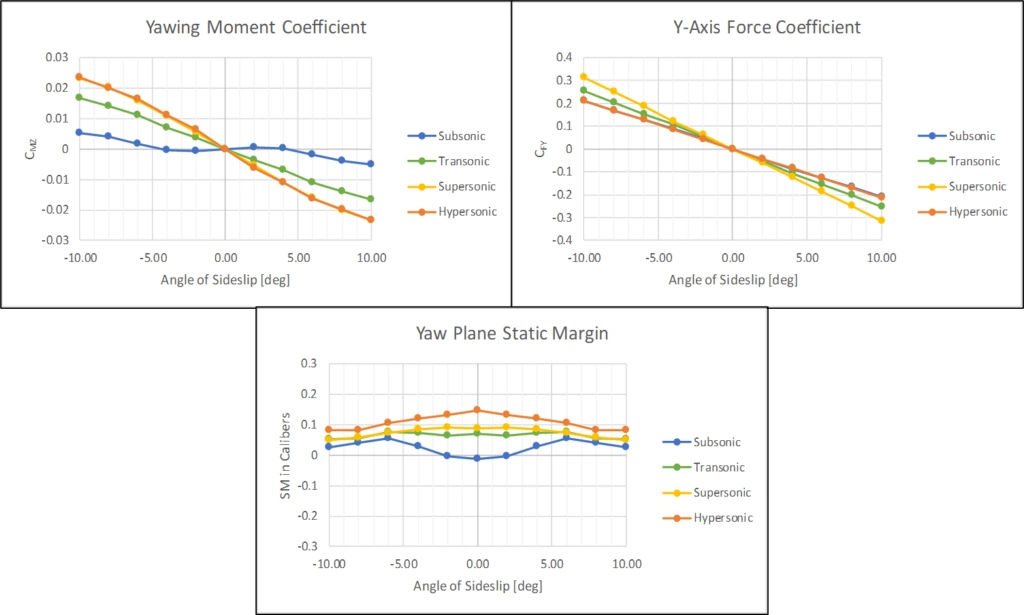 Yawing Moment Coefficient
0.03
0.02
0.01
0
-0.01
-0.02
-0.03
C_MZ
-10.00 -5.00 0.00 5.00 10.00
Angle of Sideslip [deg]
Subsonic
Transonic
Supersonic
Hypersonic
Y-Axis Force Coefficient
0.4
0.3
0.2
0.1
0
-0.1
-0.2
-0.3
-0.4
C_FY
-10.00 -5.00 0.00 5.00 10.00
Angle of Sideslip [deg]
Subsonic
Transonic
Supersonic
Hypersonic
Yaw Plane Static Margin
0.3
0.2
0.1
0
-0.1
-0.2
-0.3
SM in Calibers
-10.00 -5.00 0.00 5.00 10.00
Angle of Sideslip [deg]
Subsonic
Transonic
Supersonic
Hypersonic